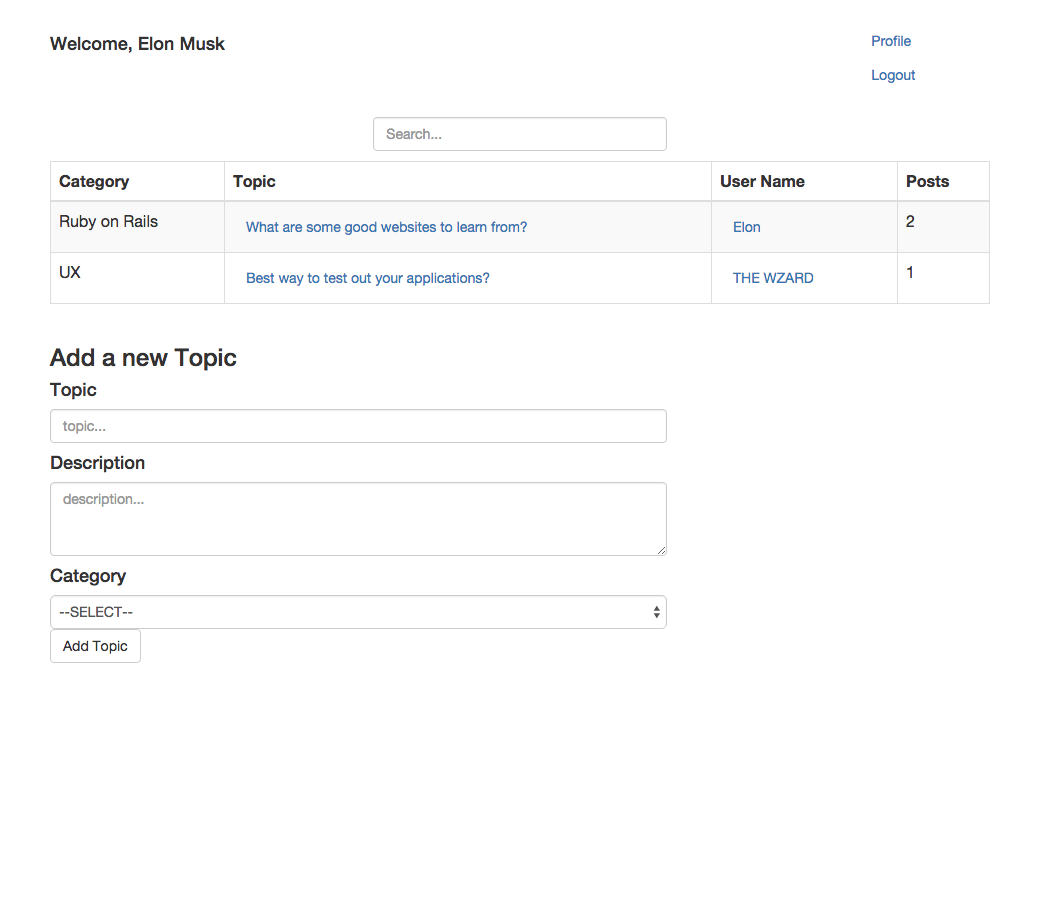 Welcome, Elon Musk
Profile
Logout
Search...
Category Topic User Name Posts
Ruby on Rails What are some good websites to learn from? Elon 2
UX Best way to test out your applications? THE WZARD 1
Add a new Topic
Topic
topic...
Description
description...
Category
--SELECT--
Add Topic